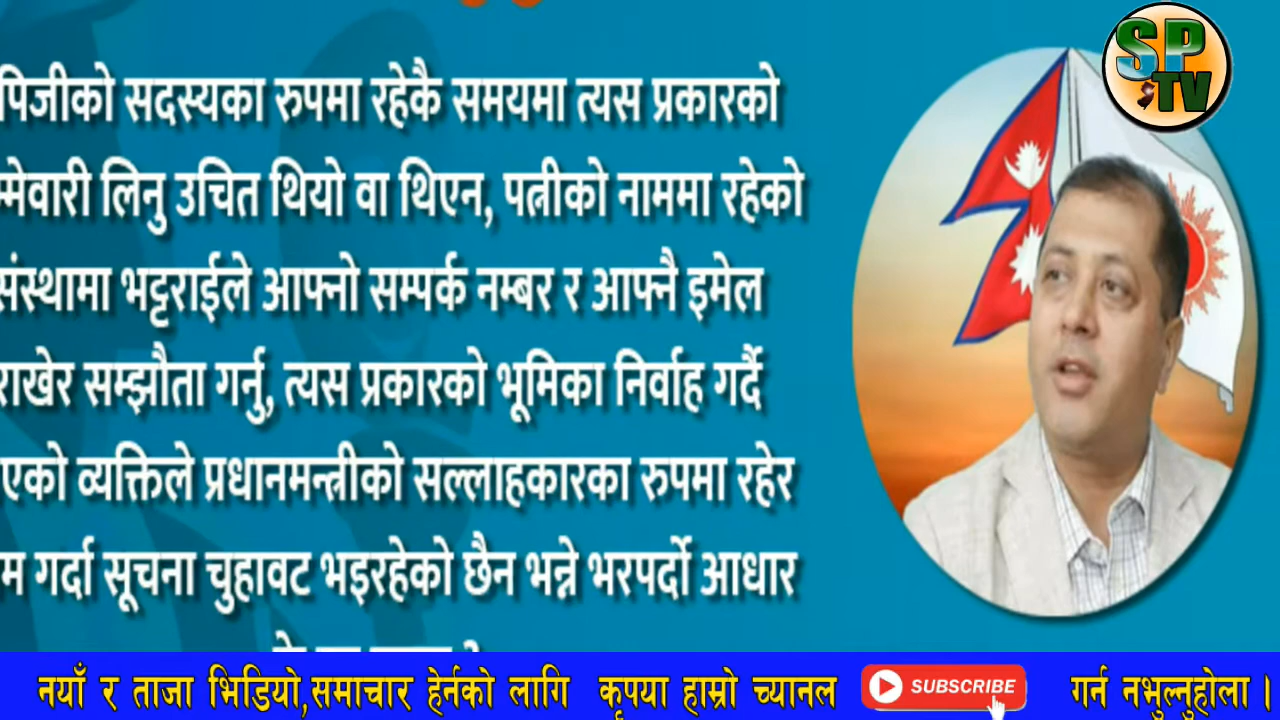 SP
TV
पिजीको सदस्यका रुपमा रहेकै समयमा त्यस प्रकारको
म्मेवारी लिनु उचित थियो वा थिएन, पत्नीको नाममा रहेको
संस्थामा भट्टराईले आफ्नो सम्पर्क नम्बर र आफ्नै इमेल
राखेर सम्झौता गर्नु, त्यस प्रकारको भूमिका निर्वाह गर्दै
एको व्यक्तिले प्रधानमन्त्रीको सल्लाहकारका रुपमा रहेर
म गर्दा सूचना चुहावट भइरहेको छैन भन्ने भरपर्दो आधार
नयाँ र ताजा भिडियो,समाचार हेर्नको लागि कृपया हाम्रो च्यानल SUBSCRIBE गर्न नभुल्नुहोला ।